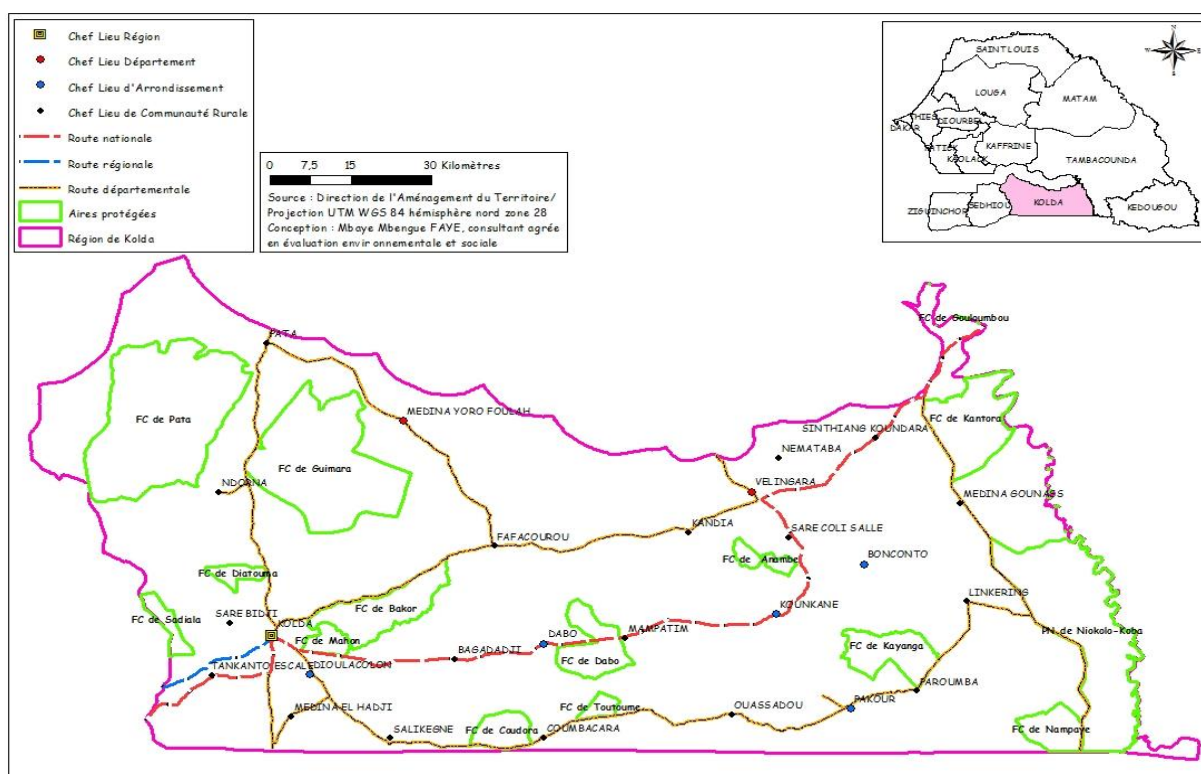 Chef Lieu Région
Chef Lieu Département
Chef Lieu d'Arrondissement
Chef Lieu de Communauté Rurale
Route nationale
Route régionale
Route départementale
Aires protégées
Région de Kolda
0 7,5 15 30 Kilomètres
Source : Direction de l'Aménagement du Territoire/
Projection UTM WGS 84 hémisphère nord zone 28
Conception : Mbaye Mbengue FAYE, consultant agrée
en évaluation envir onnementale et sociale
N
SAINT LOUIS
LOUGA
MATAM
THIES
DIOURBEL
DAKAR
FATICK
KAFFRINE
KAOLACK
TAMBACOUNDA
KOLDA
SEDHIOU
ZIGUINCHOR
KEDOUGOU
FC de Gouloumbou
PATA
FC de Pata
MEDINA YORO FOULAH
FC de Kantora
SINTHIANG KOUNDARA
NEMATABA
FC de Guimara
NDORNA
VELINGARA
MEDINA GOUNASS
KANDIA
SARE COLI SALLE
FAFACOUROU
FC de Anambe
BONCONTO
FC de Diatouma
LINKERING
FC de Bakor
FC de Sadiala
SARE BIDJI
KOLDA
KOUNKANE
FC de Mahon
DABO
MAMPATIM
PN de Niokolo-Koba
BAGADADJI
FC de Dabo
FC de Kayanga
TANKANTO ESCALE
DIOULACOLON
PAROUMBA
MEDINA EL HADJI
FC de Toutoume
OUASSADOU
PAKOUR
SALIKEGNE
FC de Caudora
COUMBACARA
FC de Nampaye